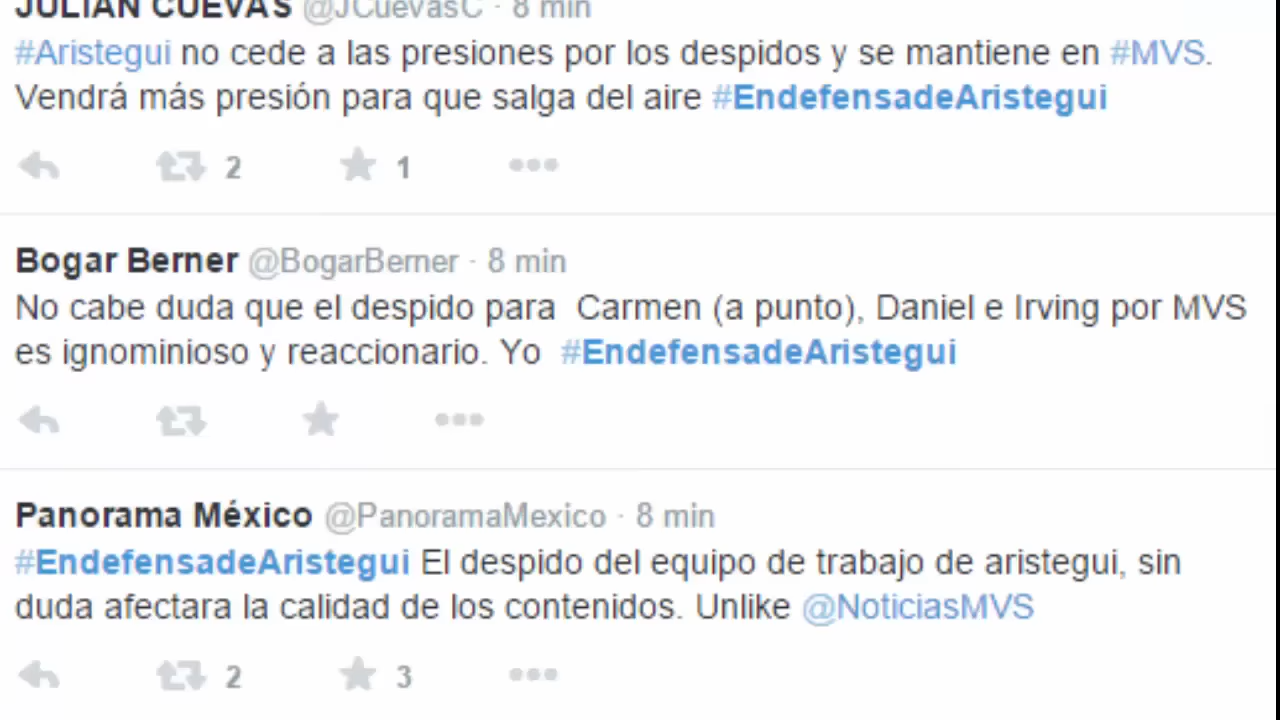 JULIAN CUEVAS @JCuevasC · 8 min
#Aristegui no cede a las presiones por los despidos y se mantiene en #MVS.
Vendrá más presión para que salga del aire #EndefensadeAristegui
2 1
Bogar Berner @BogarBerner · 8 min
No cabe duda que el despido para Carmen (a punto), Daniel e Irving por MVS
es ignominioso y reaccionario. Yo #EndefensadeAristegui
Panorama México @PanoramaMexico · 8 min
#EndefensadeAristegui El despido del equipo de trabajo de aristegui, sin
duda afectara la calidad de los contenidos. Unlike @NoticiasMVS
2 3